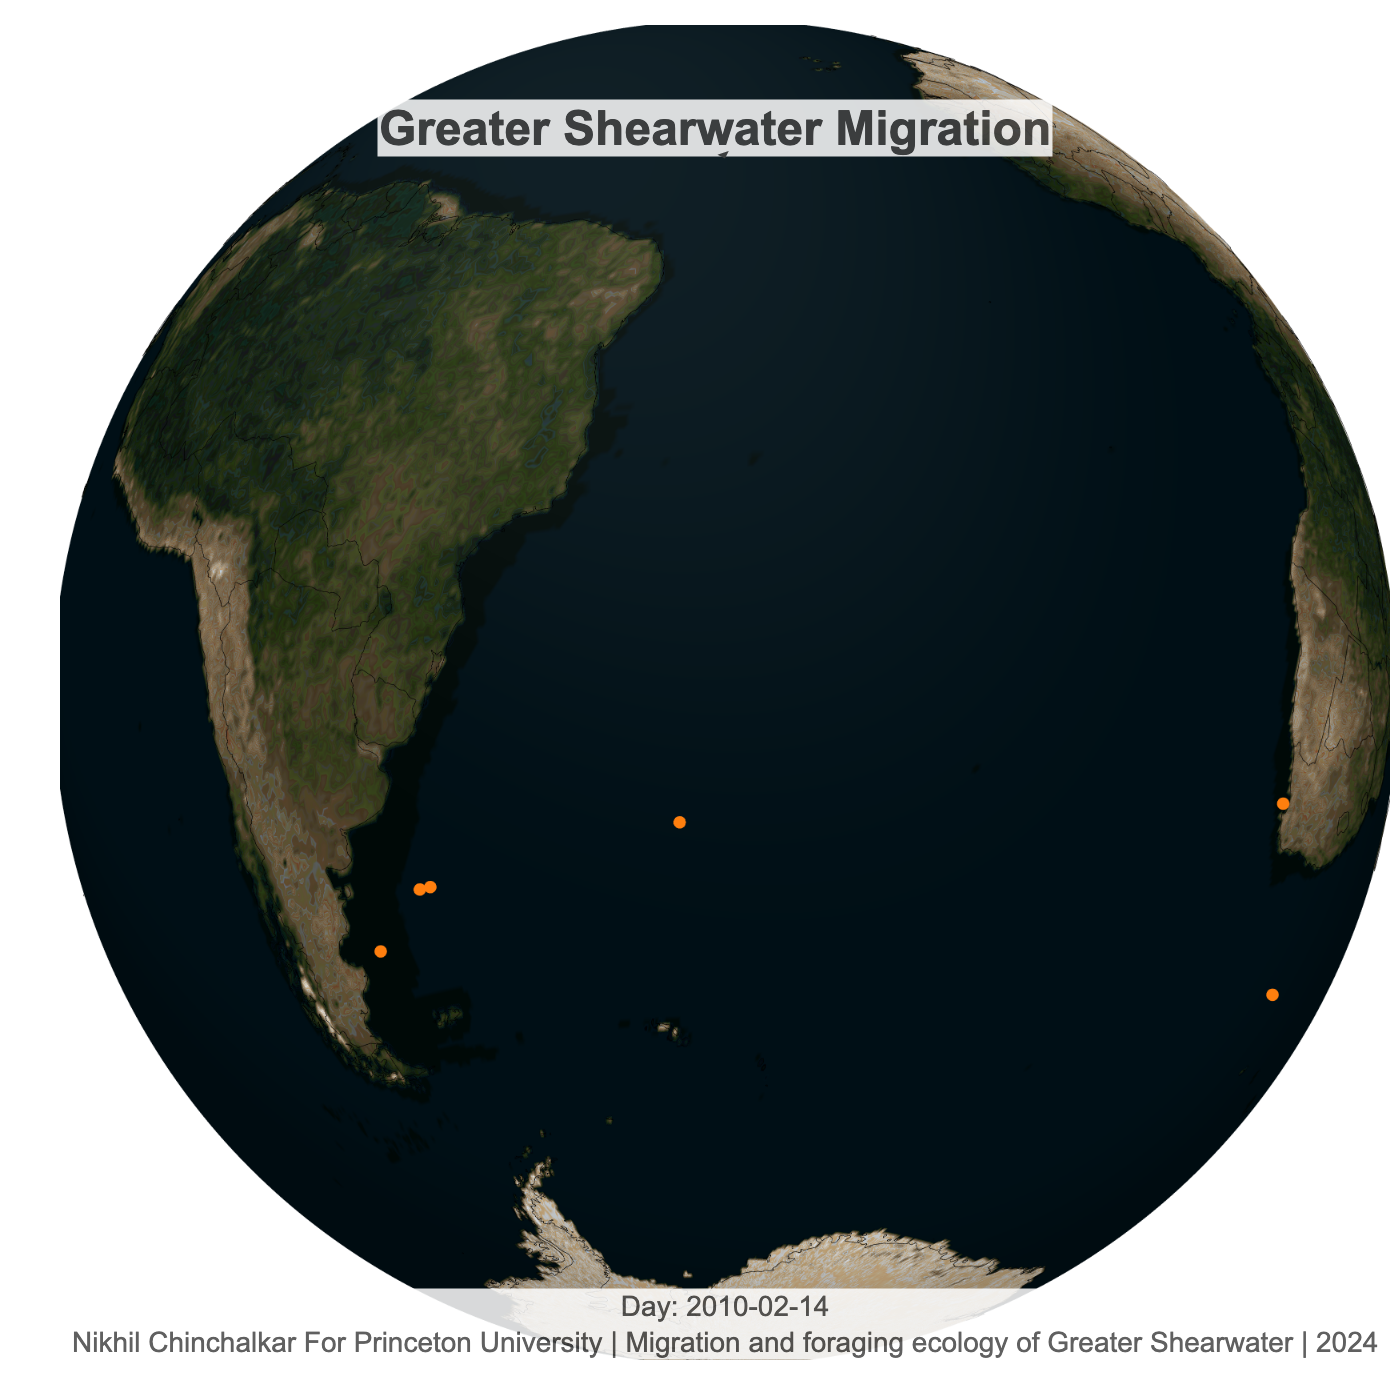 Greater Shearwater Migration
Day: 2010-02-14
Nikhil Chinchalkar For Princeton University | Migration and foraging ecology of Greater Shearwater | 2024